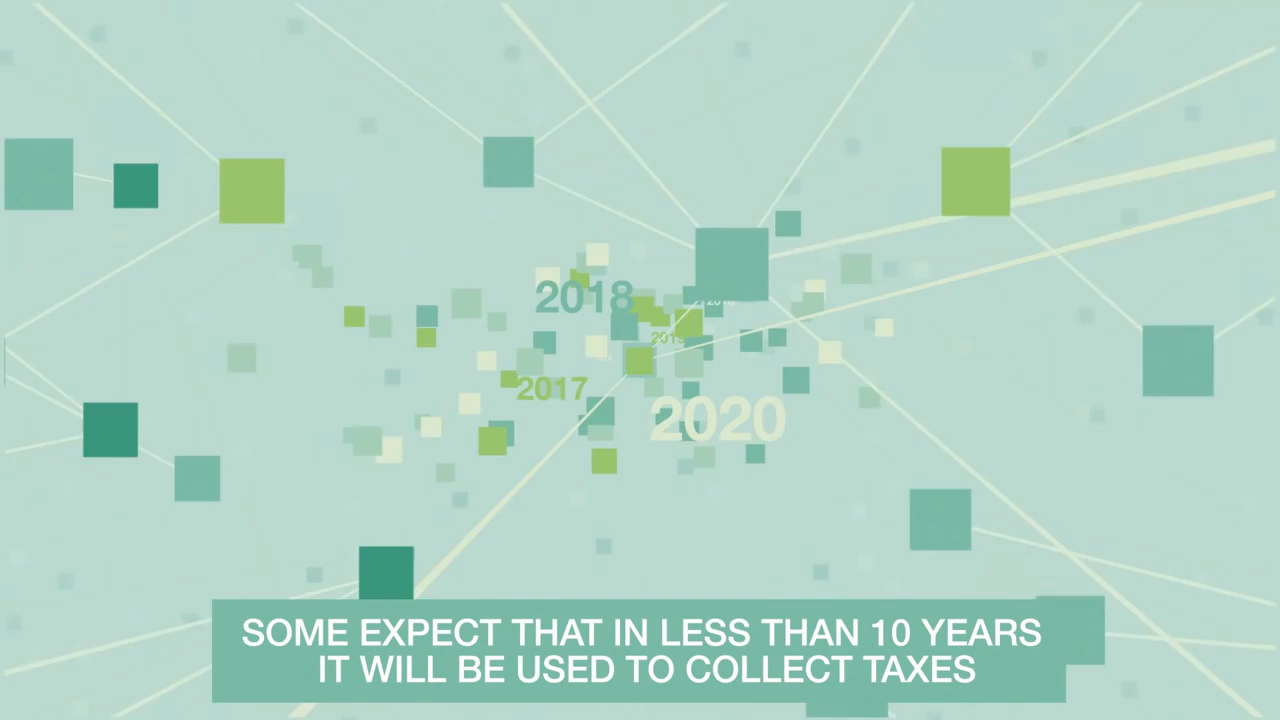 2018
2017
2020
SOME EXPECT THAT IN LESS THAN 10 YEARS
IT WILL BE USED TO COLLECT TAXES